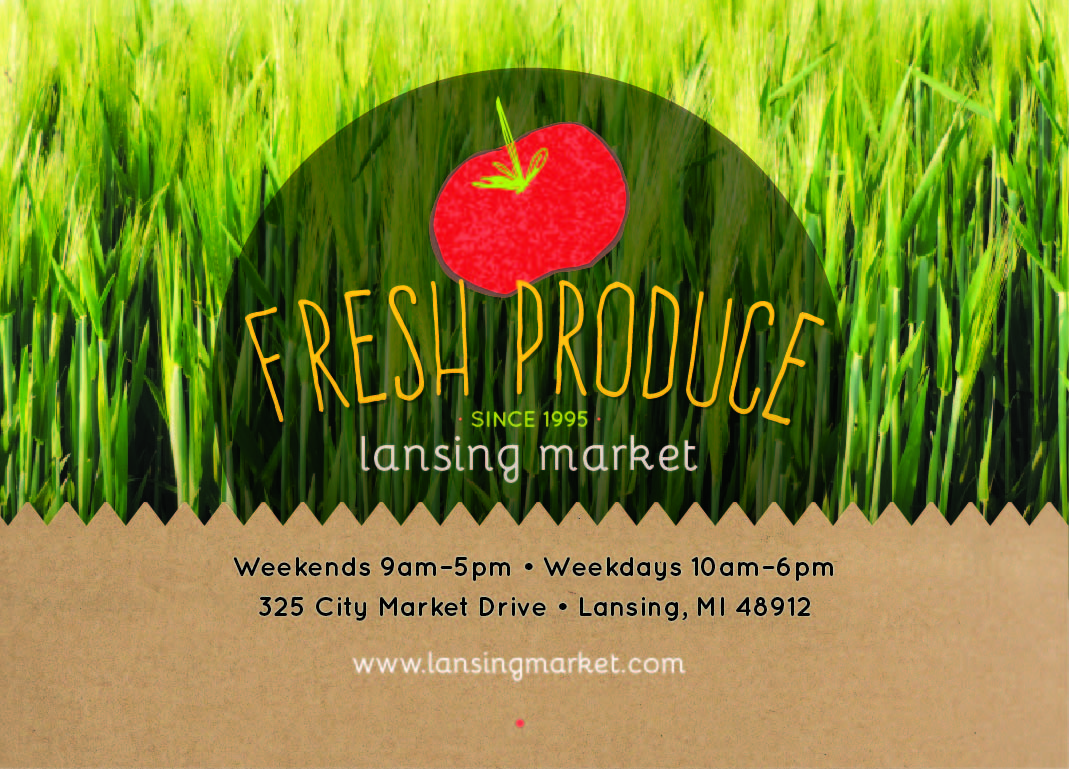 FRESH PRODUCE
· SINCE 1995 ·
lansing market
Weekends 9am–5pm • Weekdays 10am–6pm
325 City Market Drive • Lansing, MI 48912
www.lansingmarket.com